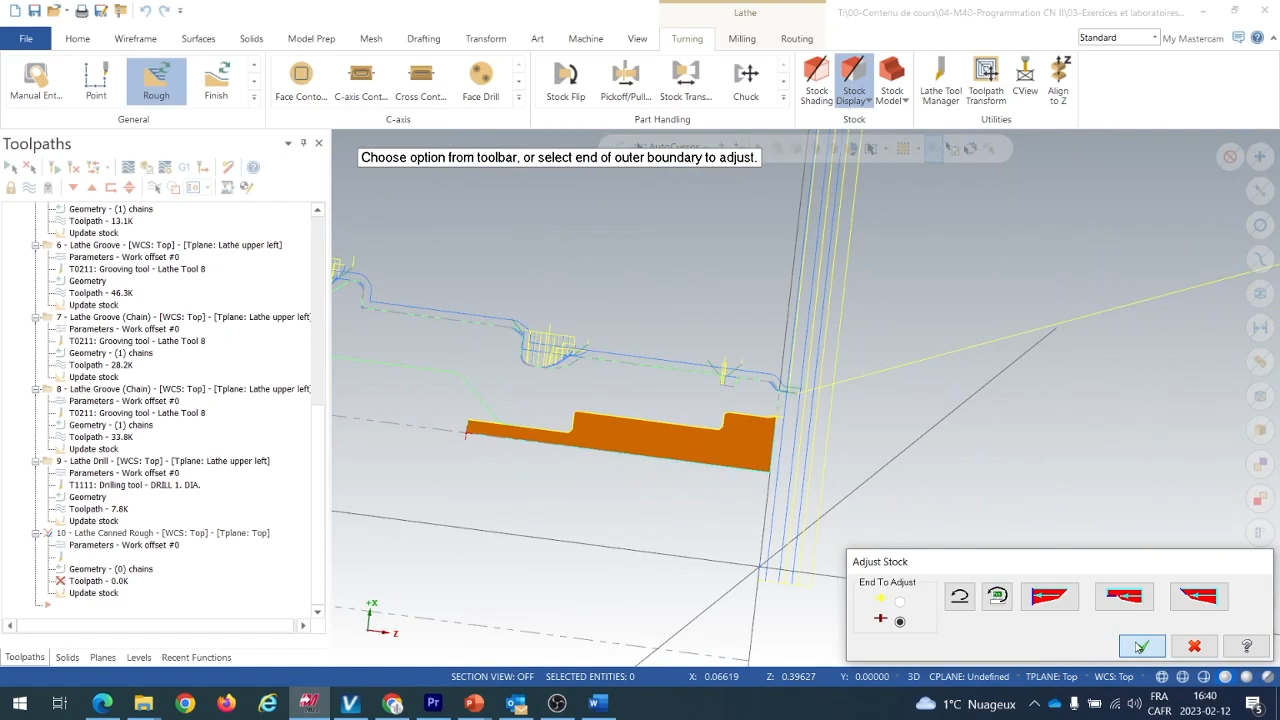 Lathe
T:\00-Contenu de cours\04-M40-Programmation CN II\03-Exercices et laboratoires...
File Home Wireframe Surfaces Solids Model Prep Mesh Drafting Transform Art Machine View Turning Milling Routing Standard My Mastercam
Manual Ent... Point Rough Finish
Face Conto... C-axis Cont... Cross Cont... Face Drill
Stock Flip Pickoff/Pull... Stock Trans... Chuck
Stock Shading Stock Display Stock Model
Lathe Tool Manager Toolpath Transform CView Align to Z
General C-axis Part Handling Stock Utilities
Toolpaths
AutoCursor
Choose option from toolbar, or select end of outer boundary to adjust.
G1
Geometry - (1) chains
Toolpath - 13.1K
Update stock
6 - Lathe Groove - [WCS: Top] - [Tplane: Lathe upper left]
Parameters - Work offset #0
T0211: Grooving tool - Lathe Tool 8
Geometry
Toolpath - 46.3K
Update stock
7 - Lathe Groove (Chain) - [WCS: Top] - [Tplane: Lathe upper left]
Parameters - Work offset #0
T0211: Grooving tool - Lathe Tool 8
Geometry - (1) chains
Toolpath - 28.2K
Update stock
8 - Lathe Groove (Chain) - [WCS: Top] - [Tplane: Lathe upper left]
Parameters - Work offset #0
T0211: Grooving tool - Lathe Tool 8
Geometry - (1) chains
Toolpath - 33.8K
Update stock
9 - Lathe Drill - [WCS: Top] - [Tplane: Lathe upper left]
Parameters - Work offset #0
T1111: Drilling tool - DRILL 1. DIA.
Geometry
Toolpath - 7.8K
Update stock
10 - Lathe Canned Rough - [WCS: Top] - [Tplane: Top]
Parameters - Work offset #0
Geometry - (0) chains
Toolpath - 0.0K
Update stock
+X
Z
Adjust Stock
End To Adjust
Toolpaths Solids Planes Levels Recent Functions
SECTION VIEW: OFF SELECTED ENTITIES: 0 X: 0.06619 Z: 0.39627 Y: 0.00000 3D CPLANE: Undefined TPLANE: Top WCS: Top
1°C Nuageux
FRA
CAFR
16:40
2023-02-12
5